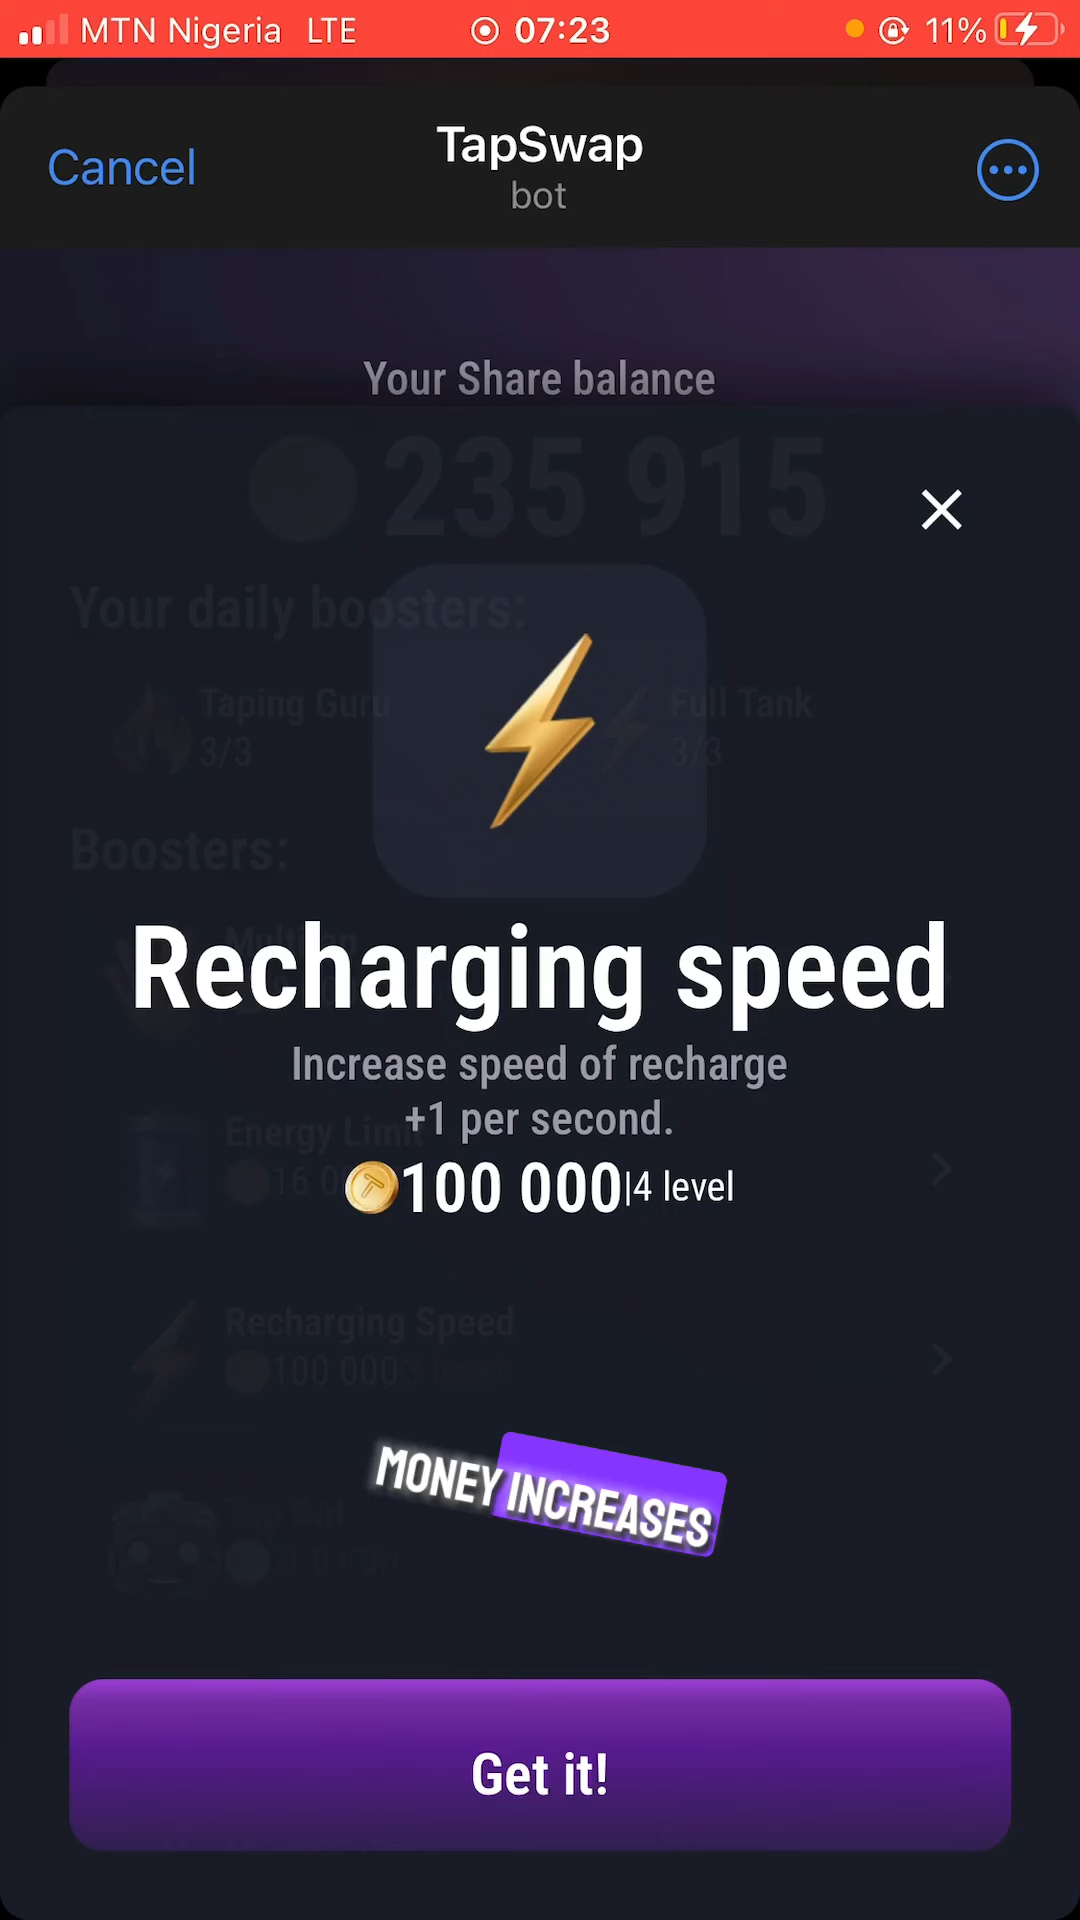 MTN Nigeria LTE 07:23 11%
Cancel
TapSwap
bot
Your Share balance
235 915
Your daily boosters:
Taping Guru
3/3
Full Tank
3/3
Boosters:
Recharging speed
Increase speed of recharge
+1 per second.
100 000|4 level
Energy Limit
Recharging Speed
100 000
MONEY INCREASES
Get it!